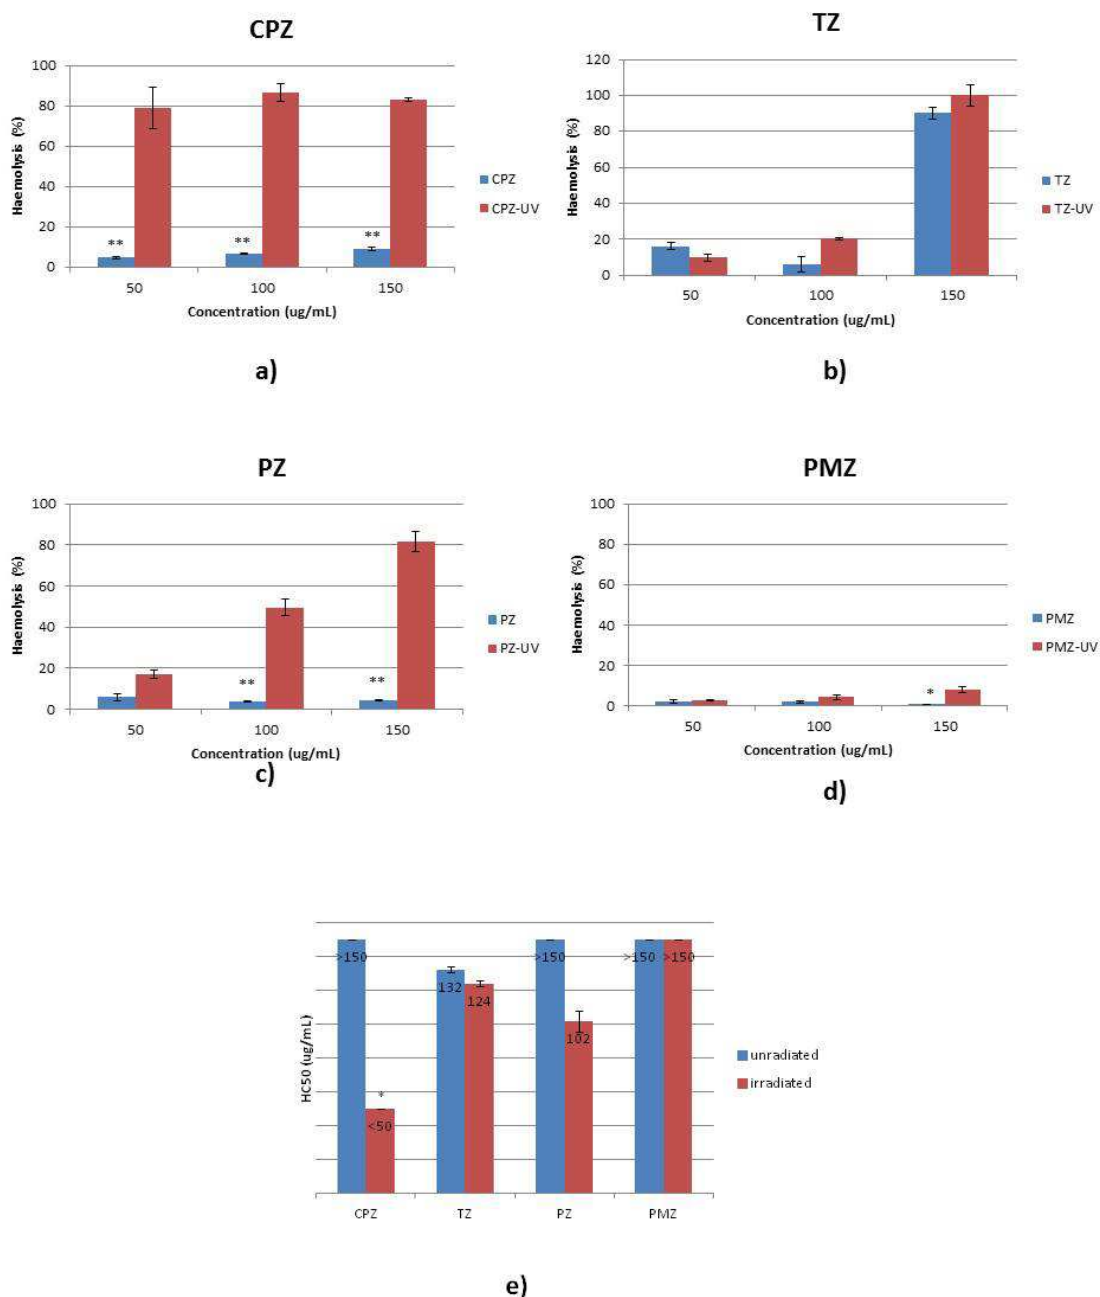 CPZ
100
80
60
40
20
0
Haemolysis (%)
**
**
**
50
100
150
Concentration (ug/mL)
CPZ
CPZ-UV
a)
TZ
120
100
80
60
40
20
0
Haemolysis (%)
50
100
150
Concentration (ug/mL)
TZ
TZ-UV
b)
PZ
100
80
60
40
20
0
Haemolysis (%)
**
**
50
100
150
Concentration (ug/mL)
PZ
PZ-UV
c)
PMZ
100
80
60
40
20
0
Haemolysis (%)
*
50
100
150
Concentration (ug/mL)
PMZ
PMZ-UV
d)
HC50 (ug/mL)
>150
*
<50
132
124
>150
102
>150
>150
CPZ
TZ
PZ
PMZ
unradiated
irradiated
e)